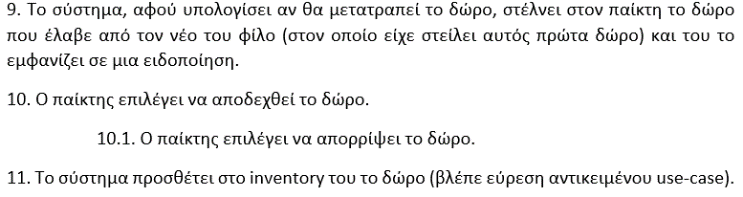 9. Το σύστημα, αφού υπολογίσει αν θα μετατραπεί το δώρο, στέλνει στον παίκτη το δώρο
που έλαβε από τον νέο του φίλο (στον οποίο είχε στείλει αυτός πρώτα δώρο) και του το
εμφανίζει σε μια ειδοποίηση.
10. Ο παίκτης επιλέγει να αποδεχθεί το δώρο.
10.1. Ο παίκτης επιλέγει να απορρίψει το δώρο.
11. Το σύστημα προσθέτει στο inventory του το δώρο (βλέπε εύρεση αντικειμένου use-case).